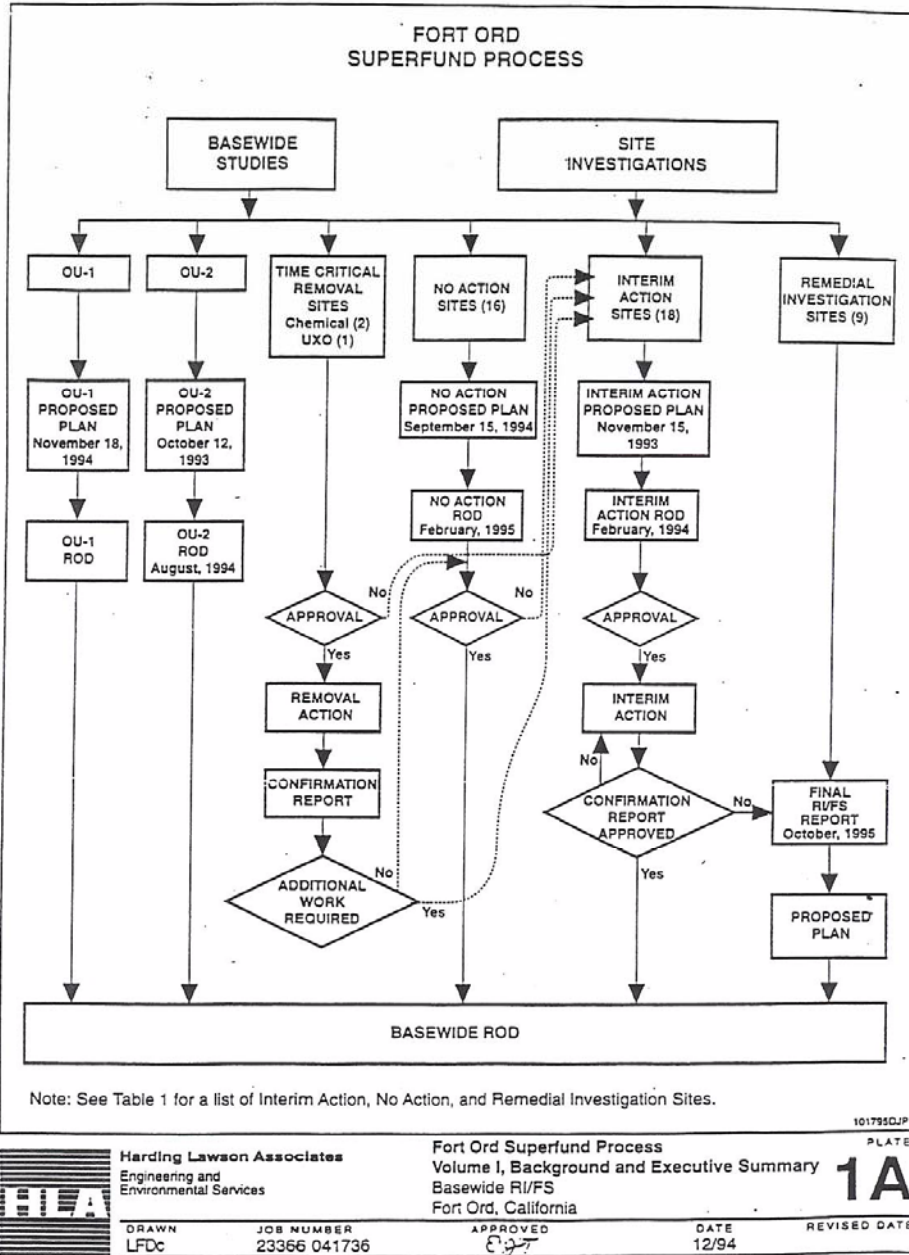 FORT ORD
SUPERFUND PROCESS
BASEWIDE
STUDIES
SITE
INVESTIGATIONS
OU-1
OU-2
TIME CRITICAL
REMOVAL
SITES
Chemical (2)
UXO (1)
NO ACTION
SITES (16)
INTERIM
ACTION
SITES (18)
REMEDIAL
INVESTIGATION
SITES (9)
OU-1
PROPOSED
PLAN
November 18,
1994
OU-2
PROPOSED
PLAN
October 12,
1993
NO ACTION
PROPOSED PLAN
September 15, 1994
INTERIM ACTION
PROPOSED PLAN
November 15,
1993
OU-1
ROD
OU-2
ROD
August, 1994
NO ACTION
ROD
February, 1995
INTERIM
ACTION ROD
February, 1994
No
APPROVAL
Yes
No
APPROVAL
Yes
APPROVAL
Yes
REMOVAL
ACTION
INTERIM
ACTION
CONFIRMATION
REPORT
No
CONFIRMATION
REPORT
APPROVED
No
Yes
FINAL
RI/FS
REPORT
October, 1995
ADDITIONAL
WORK
REQUIRED
No
Yes
PROPOSED
PLAN
BASEWIDE ROD
Note: See Table 1 for a list of Interim Action, No Action, and Remedial Investigation Sites.
101795DJP
HLA
Harding Lawson Associates
Engineering and
Environmental Services
Fort Ord Superfund Process
Volume I, Background and Executive Summary
Basewide RI/FS
Fort Ord, California
PLATE
1A
DRAWN
LFDc
JOB NUMBER
23366 041736
APPROVED
DATE
12/94
REVISED DATE